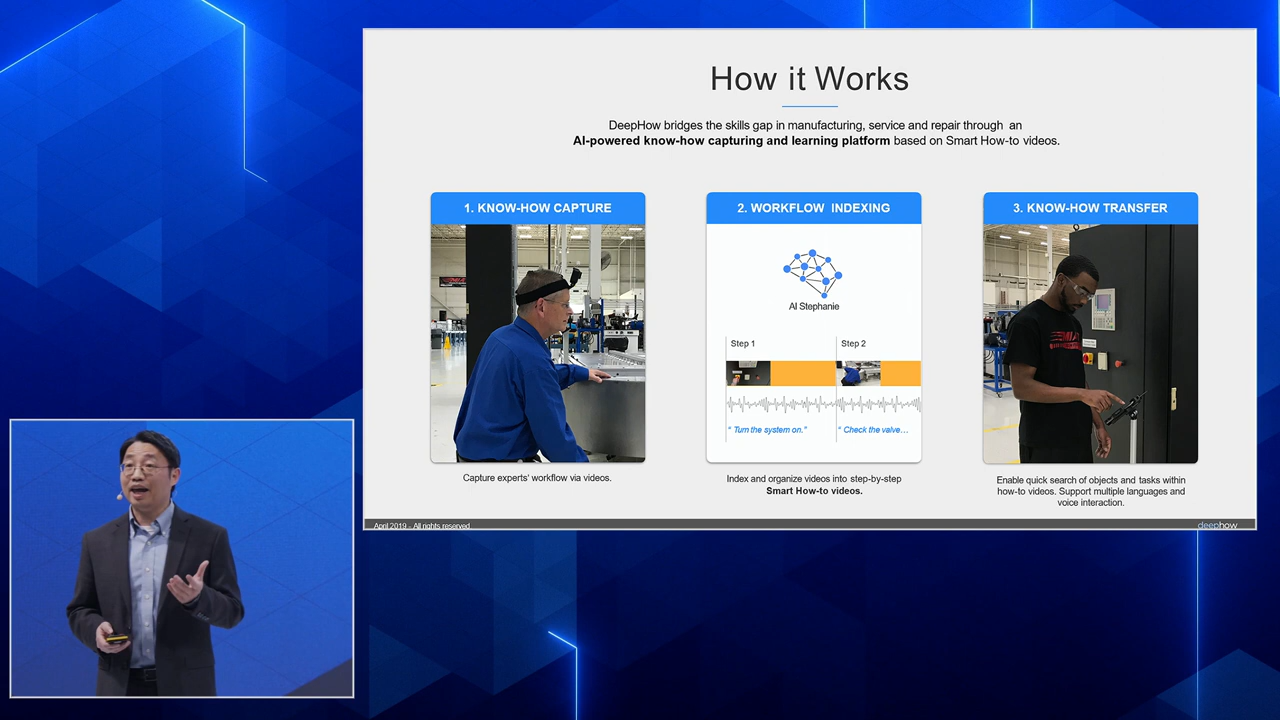 How it Works
DeepHow bridges the skills gap in manufacturing, service and repair through an
AI-powered know-how capturing and learning platform based on Smart How-to videos.
1. KNOW-HOW CAPTURE
Capture experts' workflow via videos.
2. WORKFLOW INDEXING
AI Stephanie
Step 1
Step 2
" Turn the system on."
" Check the valve...
Index and organize videos into step-by-step
Smart How-to videos.
3. KNOW-HOW TRANSFER
Enable quick search of objects and tasks within
how-to videos. Support multiple languages and
voice interaction.
April 2019 - All rights reserved
deephow